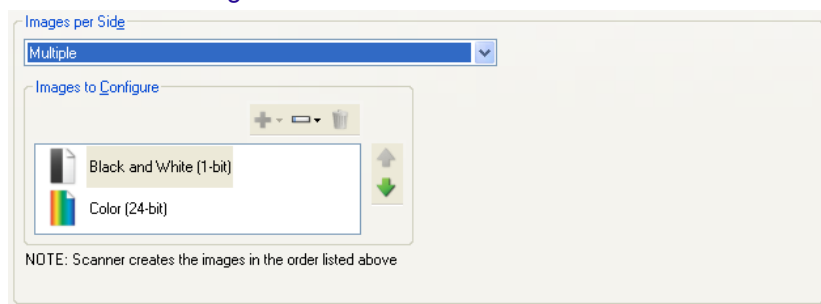 Images per Side
Multiple
Images to Configure
Black and White (1-bit)
Color (24-bit)
NOTE: Scanner creates the images in the order listed above